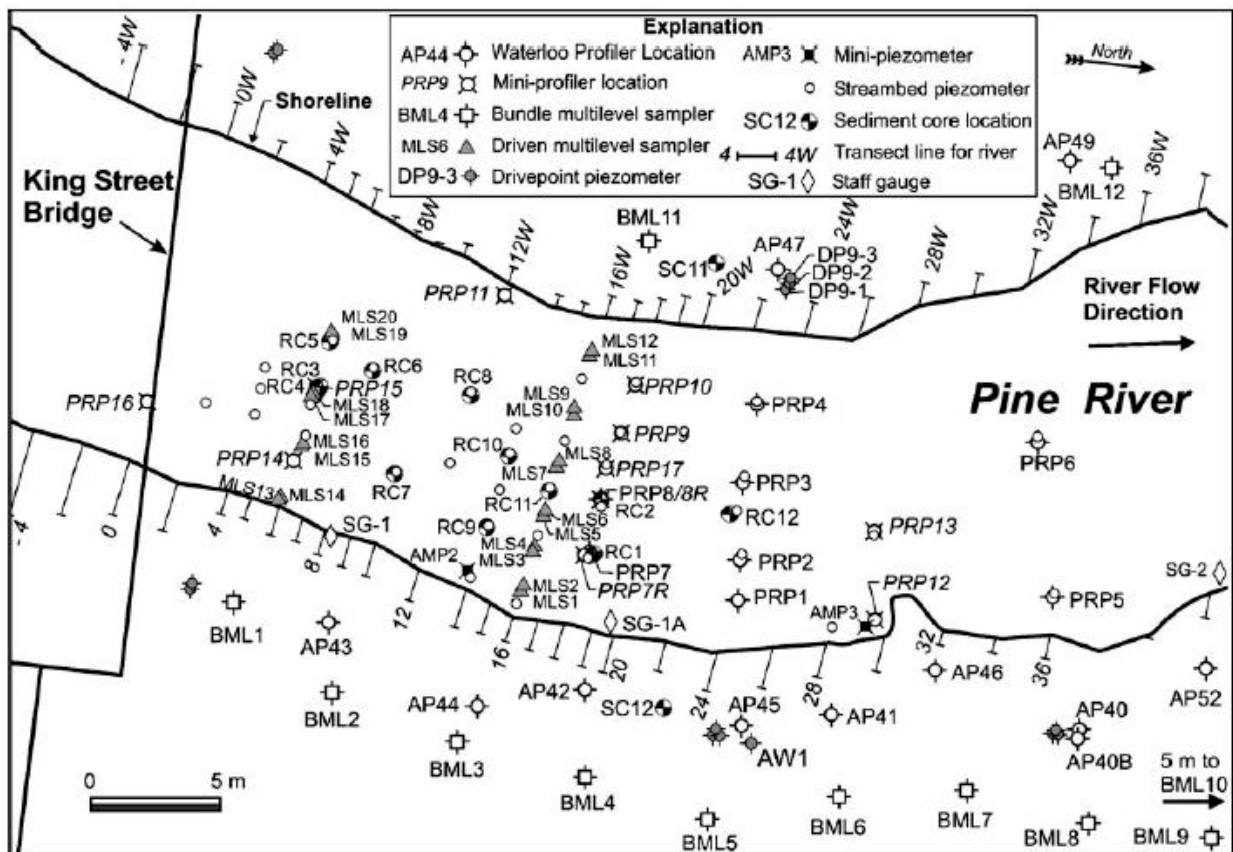 Explanation
AP44 Waterloo Profiler Location
PRP9 Mini-profiler location
BML4 Bundle multilevel sampler
MLS6 Driven multilevel sampler
DP9-3 Drivepoint piezometer
AMP3 Mini-piezometer
Streambed piezometer
SC12 Sediment core location
4 4W Transect line for river
SG-1 Staff gauge
North
-4W
0W
Shoreline
4W
8W
12W
16W
20W
24W
28W
32W
36W
AP49
BML12
King Street
Bridge
BML11
SC11
AP47
DP9-3
DP9-2
DP9-1
River Flow
Direction
PRP11
MLS20
MLS19
RC5
RC3
RC4
RC6
PRP15
MLS18
MLS17
PRP16
MLS16
MLS15
PRP14
MLS13
MLS14
RC7
RC8
RC10
MLS12
MLS11
MLS9
MLS10
PRP10
PRP9
PRP4
Pine River
PRP6
MLS8
MLS7
PRP17
RC11
PRP8/8R
RC2
PRP3
RC12
RC9
MLS6
MLS5
MLS4
MLS3
RC1
PRP7
PRP7R
PRP2
PRP13
PRP12
SG-1
AMP2
MLS2
MLS1
PRP1
AMP3
PRP5
SG-2
SG-1A
-4
0
4
8
12
16
20
24
28
32
36
BML1
AP43
BML2
AP44
AP42
SC12
AP45
AP41
AP46
AP52
AW1
AP40
AP40B
BML3
BML4
BML5
BML6
BML7
BML8
BML9
5 m to
BML10
0 5 m